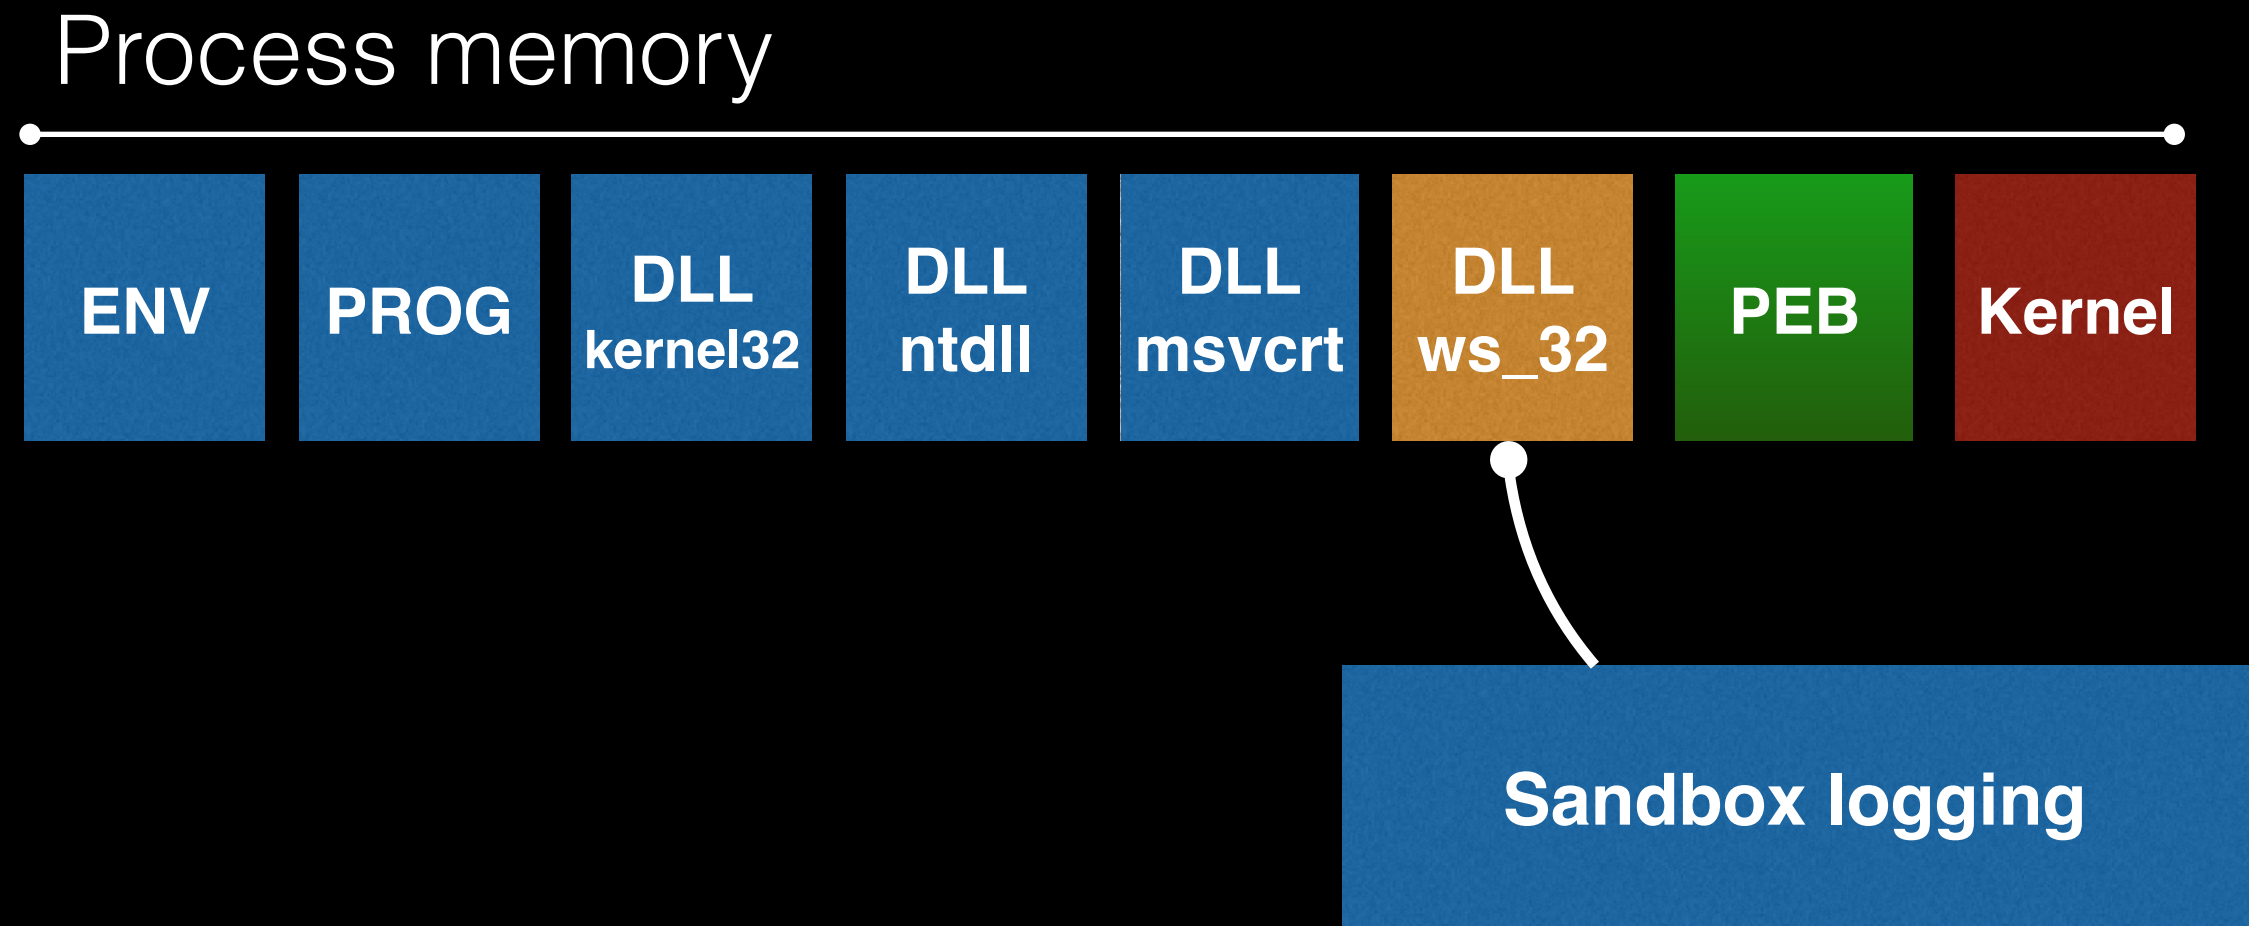 Process memory
ENV
PROG
DLL
kernel32
DLL
ntdll
DLL
msvcrt
DLL
ws_32
PEB
Kernel
Sandbox logging